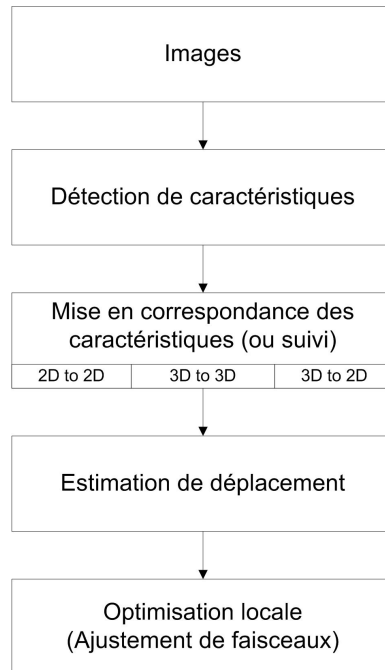 Images
Détection de caractéristiques
Mise en correspondance des
caractéristiques (ou suivi)
2D to 2D 3D to 3D 3D to 2D
Estimation de déplacement
Optimisation locale
(Ajustement de faisceaux)